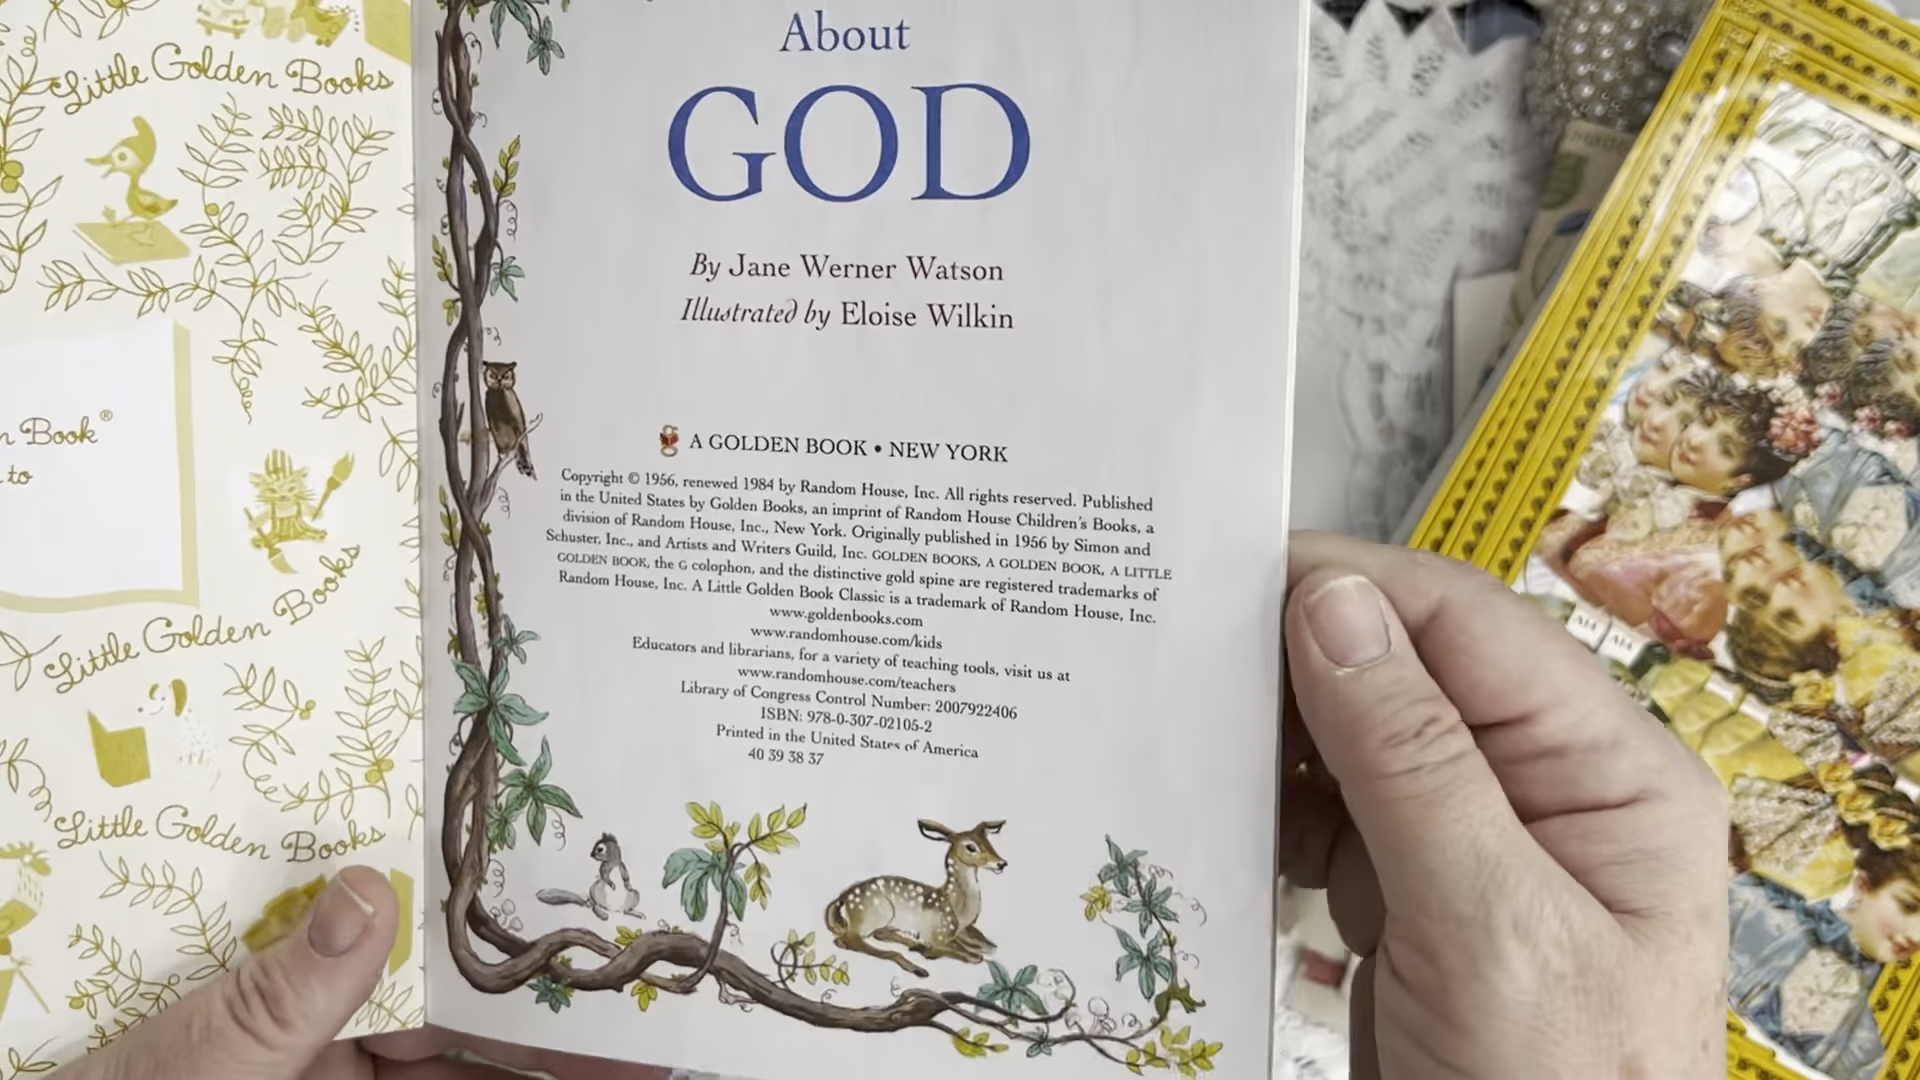 Little Golden Books
n Book®
to
Little Golden Books
Little Golden Books
About
GOD
By Jane Werner Watson
Illustrated by Eloise Wilkin
A GOLDEN BOOK • NEW YORK
Copyright © 1956, renewed 1984 by Random House, Inc. All rights reserved. Published
in the United States by Golden Books, an imprint of Random House Children's Books, a
division of Random House, Inc., New York. Originally published in 1956 by Simon and
Schuster, Inc., and Artists and Writers Guild, Inc. GOLDEN BOOKS, A GOLDEN BOOK, A LITTLE
GOLDEN BOOK, the G colophon, and the distinctive gold spine are registered trademarks of
Random House, Inc. A Little Golden Book Classic is a trademark of Random House, Inc.
www.goldenbooks.com
www.randomhouse.com/kids
Educators and librarians, for a variety of teaching tools, visit us at
www.randomhouse.com/teachers
Library of Congress Control Number: 2007922406
ISBN: 978-0-307-02105-2
Printed in the United States of America
40 39 38 37